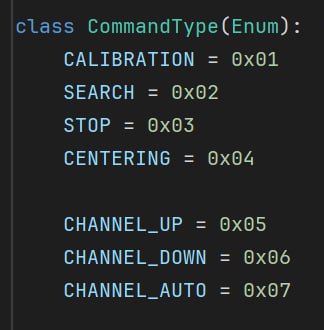 class CommandType(Enum):
    CALIBRATION = 0x01
    SEARCH = 0x02
    STOP = 0x03
    CENTERING = 0x04

    CHANNEL_UP = 0x05
    CHANNEL_DOWN = 0x06
    CHANNEL_AUTO = 0x07